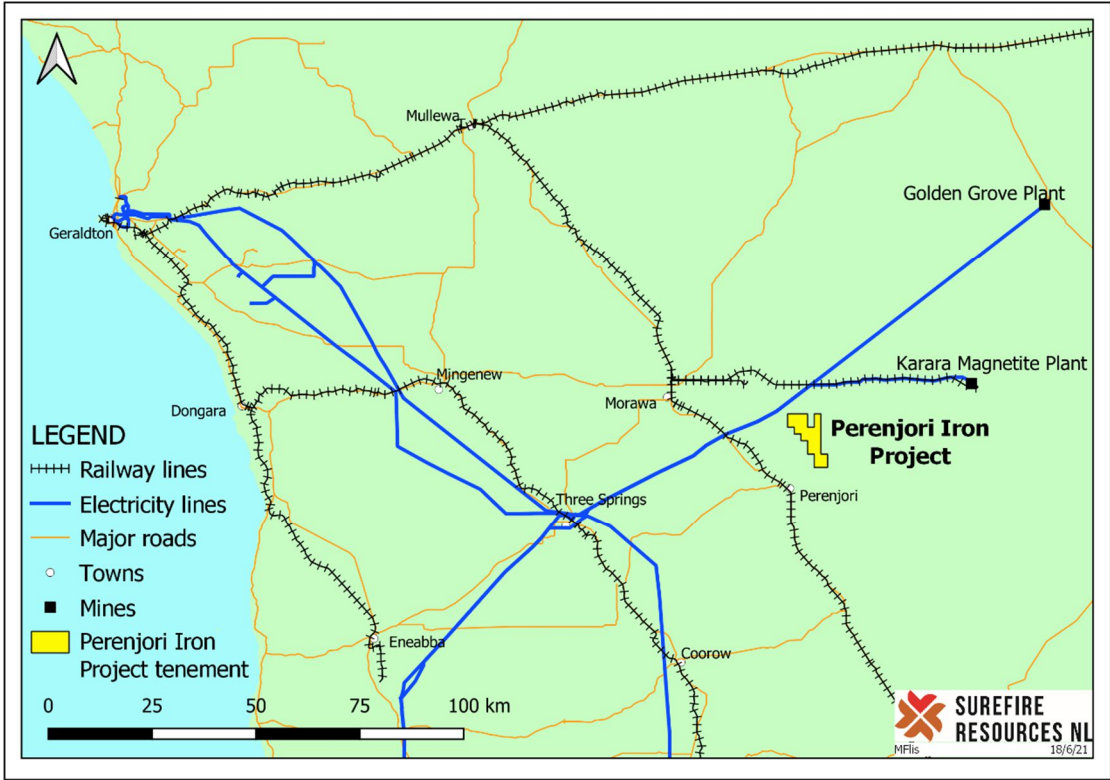 Mullewa
Golden Grove Plant
Geraldton
Karara Magnetite Plant
Mingenew
Morawa
Dongara
Perenjori Iron
Project
Perenjori
Three Springs
LEGEND
Railway lines
Electricity lines
Major roads
Towns
Mines
Perenjori Iron
Project tenement
Eneabba
Coorow
0 25 50 75 100 km
SUREFIRE
RESOURCES NL
MFlis 18/6/21